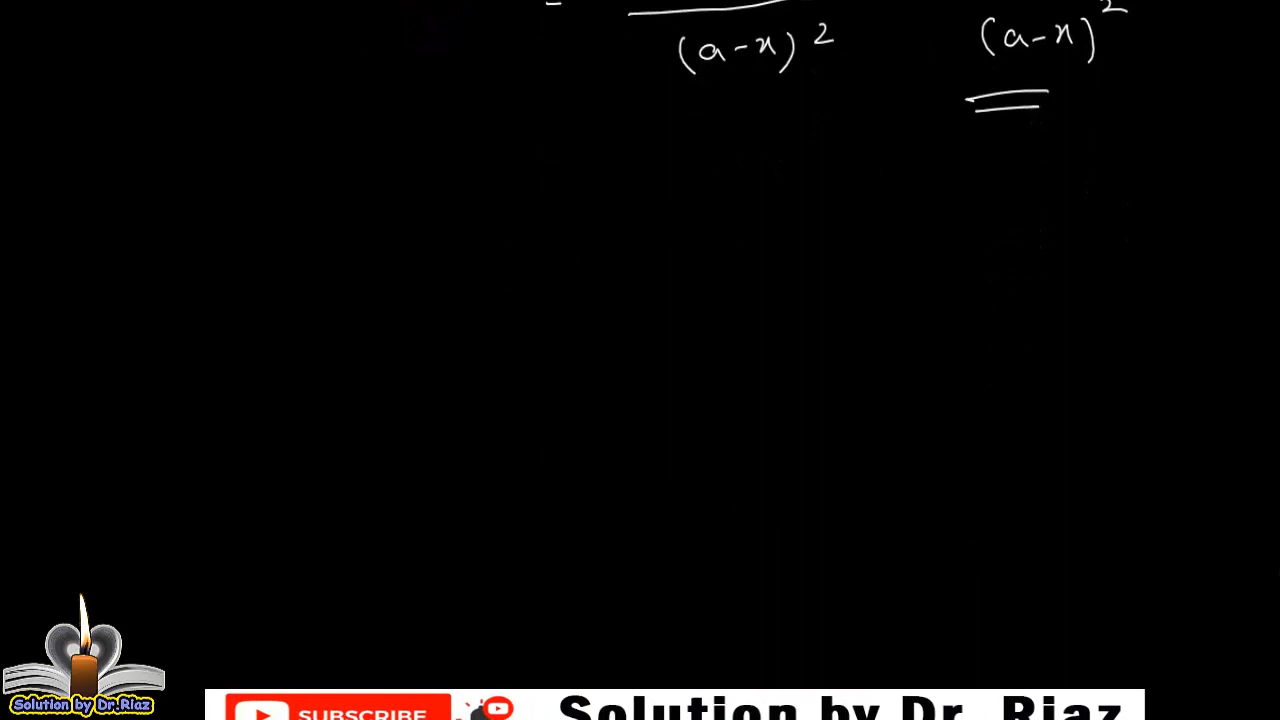 =
(a-x)² (a-x)²
Solution by Dr.Riaz
SUBSCRIBE Solution by Dr. Riaz